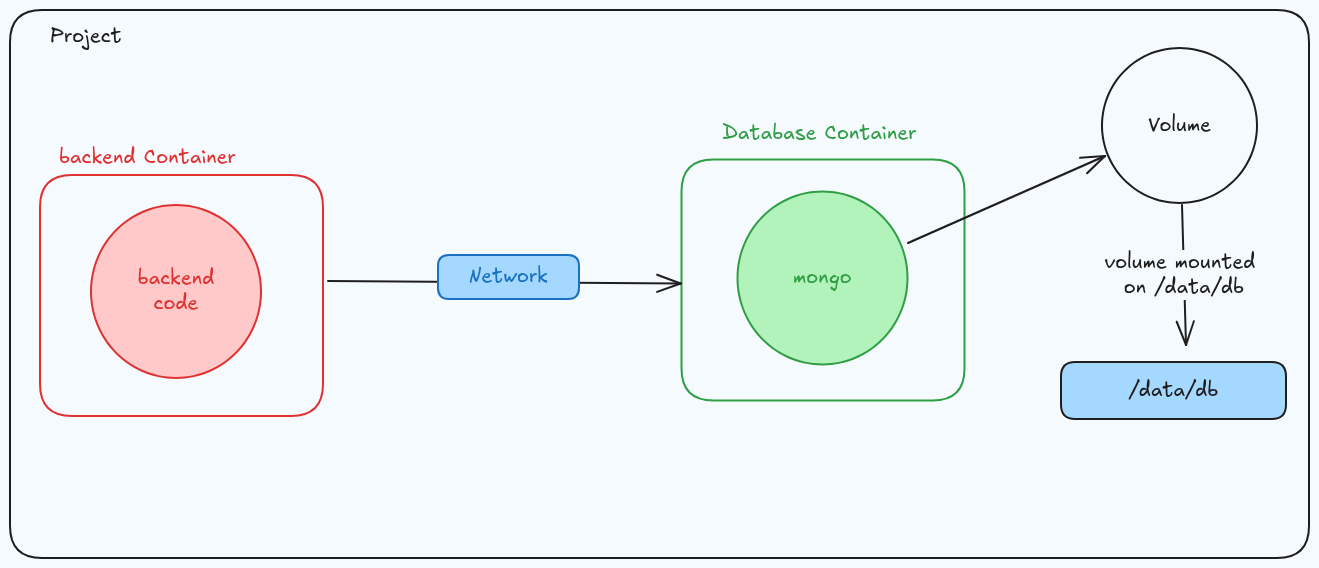 Project
backend Container
backend
code
Network
Database Container
mongo
Volume
volume mounted
on /data/db
/data/db